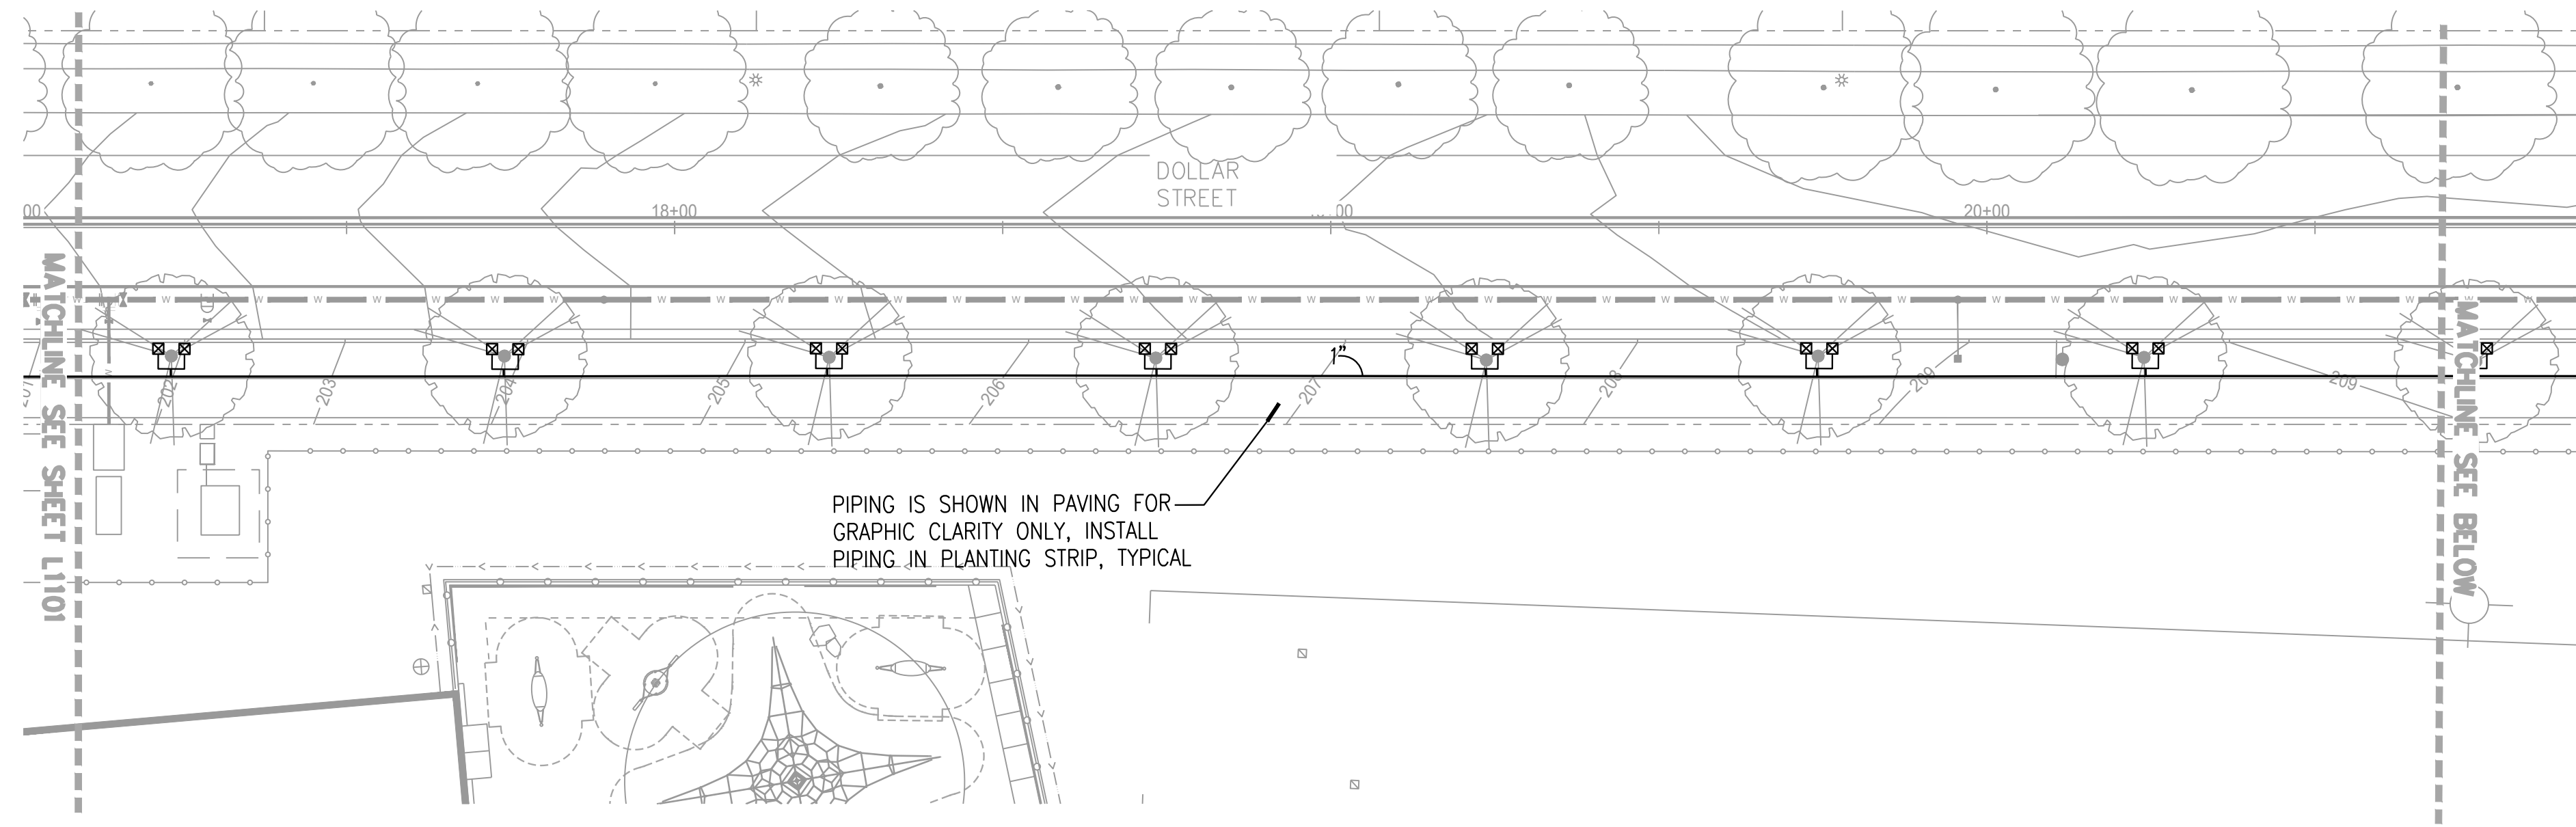 DOLLAR
STREET
00
18+00
00
20+00
MATCHLINE SEE SHEET L1101
MATCHLINE SEE BELOW
W W W W W W W W W W W W W W W W W W W W W W W W W W W W W W W W W W W W W W W W W
1"
202
203
204
205
206
207
208
209
209
PIPING IS SHOWN IN PAVING FOR
GRAPHIC CLARITY ONLY, INSTALL
PIPING IN PLANTING STRIP, TYPICAL